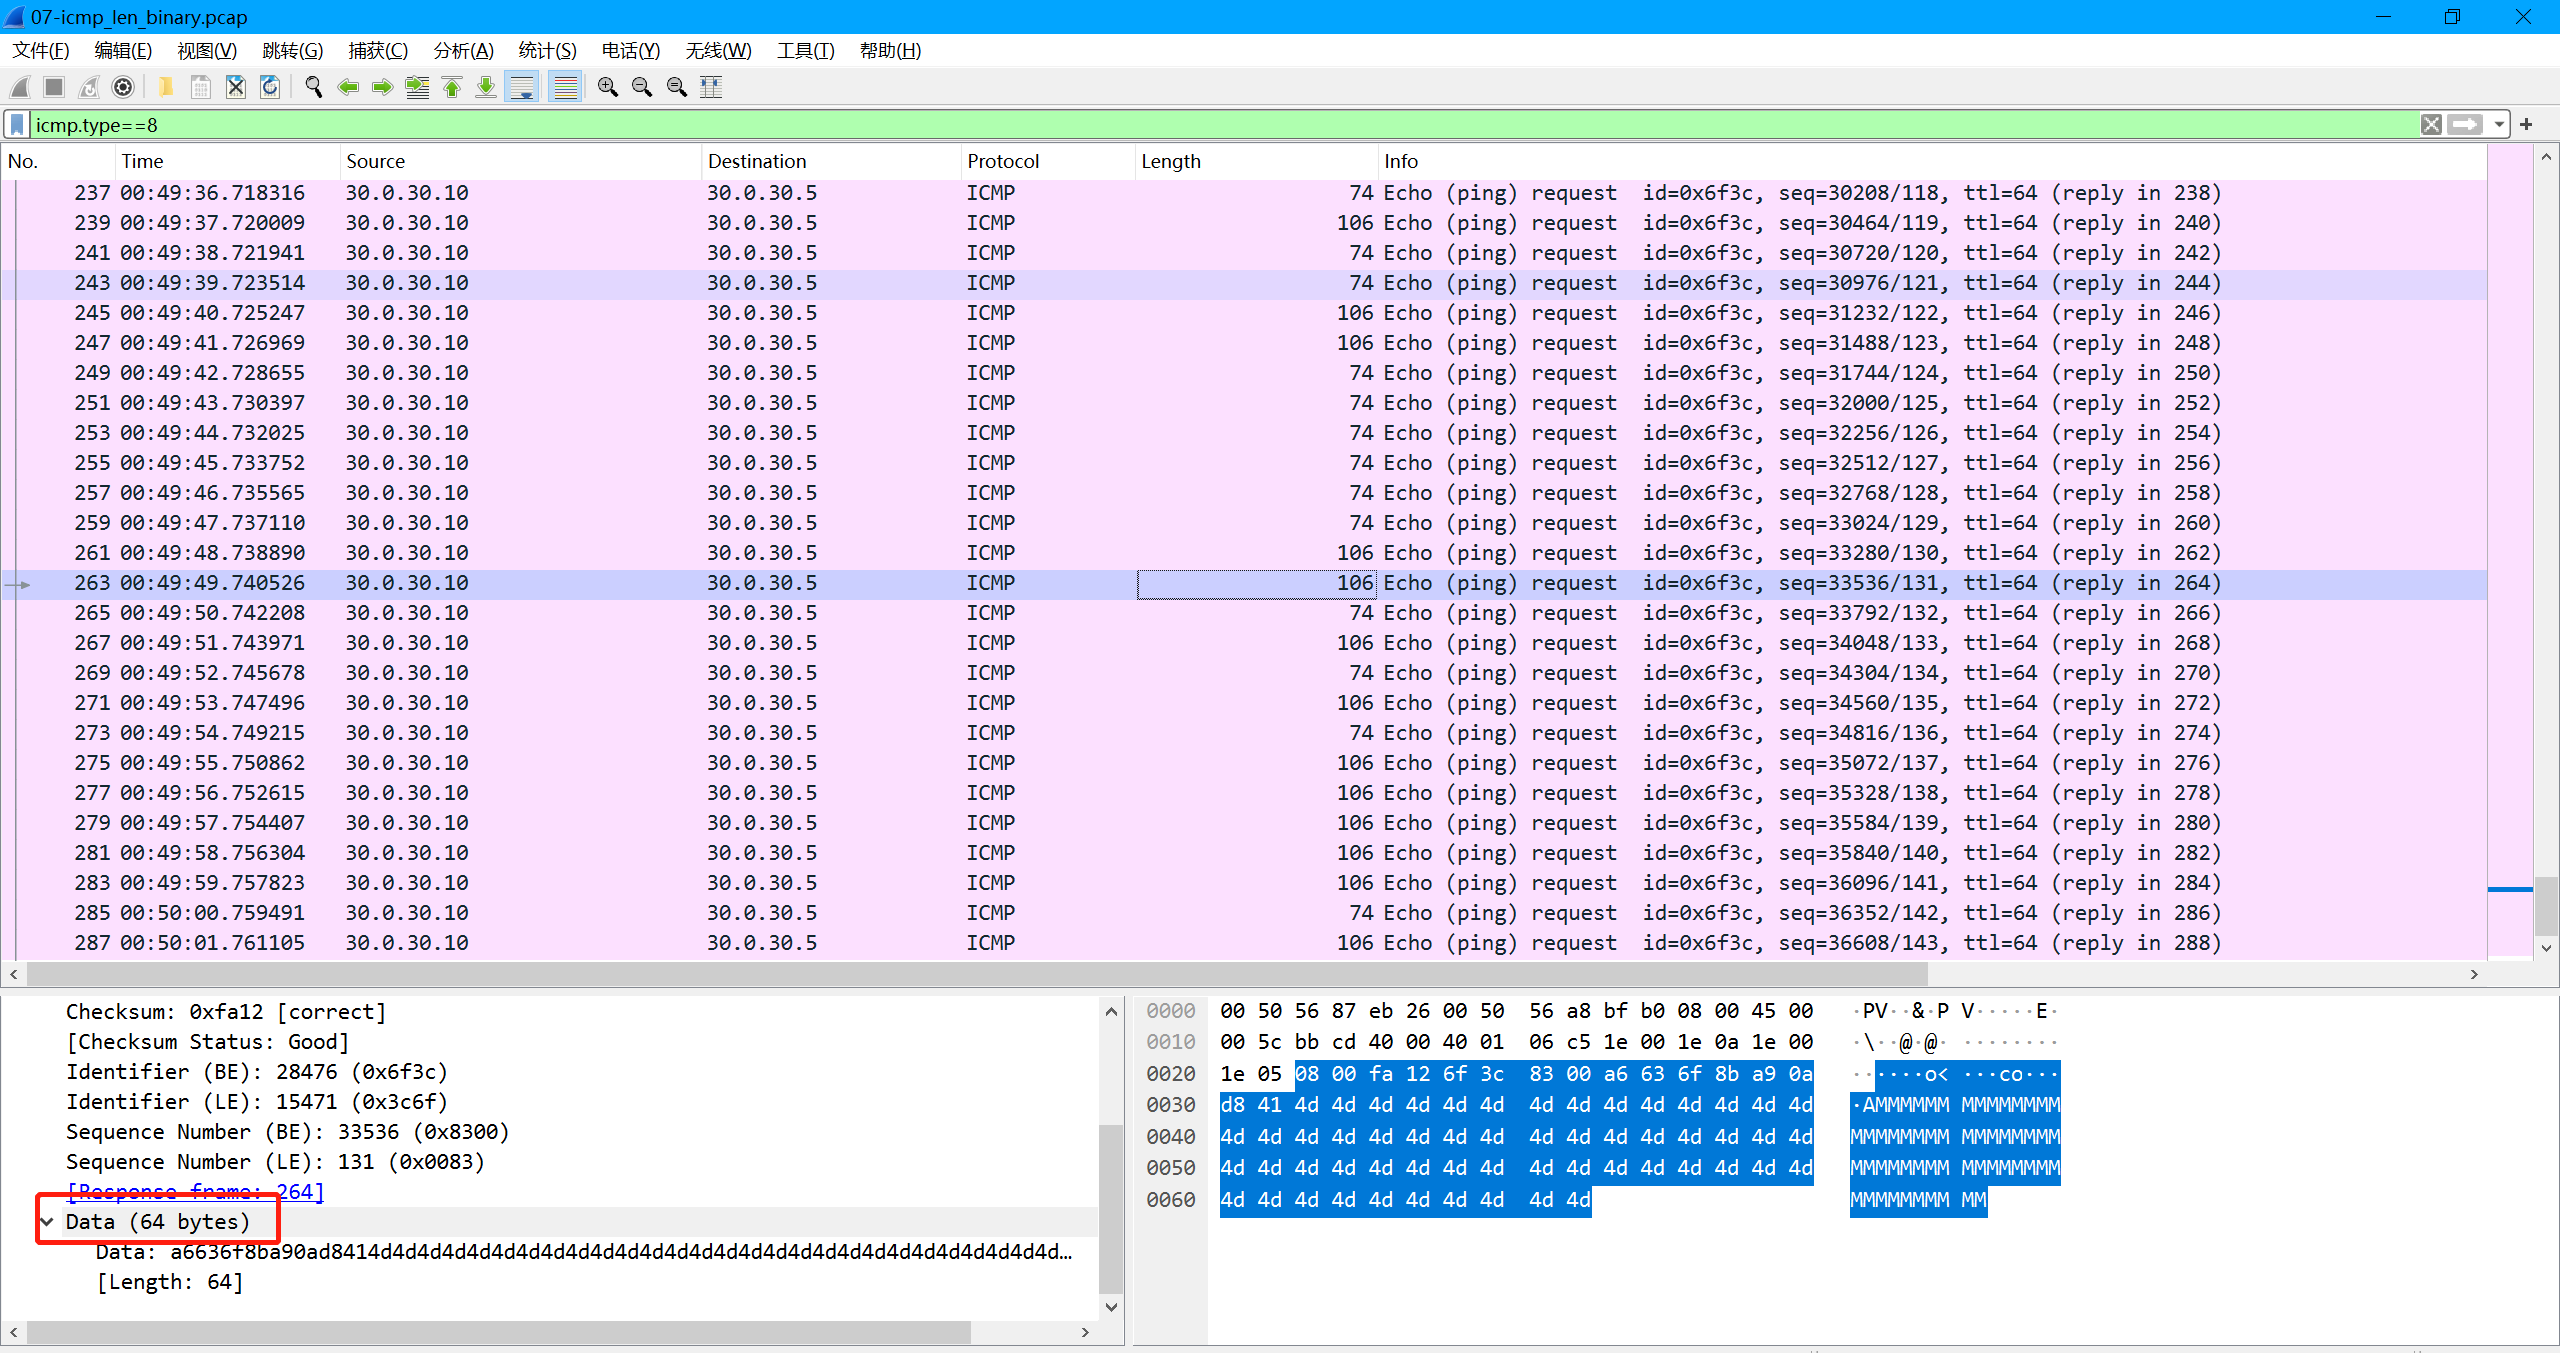 07-icmp_len_binary.pcap
文件(F) 编辑(E) 视图(V) 跳转(G) 捕获(C) 分析(A) 统计(S) 电话(Y) 无线(W) 工具(T) 帮助(H)
icmp.type==8
No. Time Source Destination Protocol Length Info
237 00:49:36.718316 30.0.30.10 30.0.30.5 ICMP 74 Echo (ping) request id=0x6f3c, seq=30208/118, ttl=64 (reply in 238)
239 00:49:37.720009 30.0.30.10 30.0.30.5 ICMP 106 Echo (ping) request id=0x6f3c, seq=30464/119, ttl=64 (reply in 240)
241 00:49:38.721941 30.0.30.10 30.0.30.5 ICMP 74 Echo (ping) request id=0x6f3c, seq=30720/120, ttl=64 (reply in 242)
243 00:49:39.723514 30.0.30.10 30.0.30.5 ICMP 74 Echo (ping) request id=0x6f3c, seq=30976/121, ttl=64 (reply in 244)
245 00:49:40.725247 30.0.30.10 30.0.30.5 ICMP 106 Echo (ping) request id=0x6f3c, seq=31232/122, ttl=64 (reply in 246)
247 00:49:41.726969 30.0.30.10 30.0.30.5 ICMP 106 Echo (ping) request id=0x6f3c, seq=31488/123, ttl=64 (reply in 248)
249 00:49:42.728655 30.0.30.10 30.0.30.5 ICMP 74 Echo (ping) request id=0x6f3c, seq=31744/124, ttl=64 (reply in 250)
251 00:49:43.730397 30.0.30.10 30.0.30.5 ICMP 74 Echo (ping) request id=0x6f3c, seq=32000/125, ttl=64 (reply in 252)
253 00:49:44.732025 30.0.30.10 30.0.30.5 ICMP 74 Echo (ping) request id=0x6f3c, seq=32256/126, ttl=64 (reply in 254)
255 00:49:45.733752 30.0.30.10 30.0.30.5 ICMP 74 Echo (ping) request id=0x6f3c, seq=32512/127, ttl=64 (reply in 256)
257 00:49:46.735565 30.0.30.10 30.0.30.5 ICMP 74 Echo (ping) request id=0x6f3c, seq=32768/128, ttl=64 (reply in 258)
259 00:49:47.737110 30.0.30.10 30.0.30.5 ICMP 74 Echo (ping) request id=0x6f3c, seq=33024/129, ttl=64 (reply in 260)
261 00:49:48.738890 30.0.30.10 30.0.30.5 ICMP 106 Echo (ping) request id=0x6f3c, seq=33280/130, ttl=64 (reply in 262)
263 00:49:49.740526 30.0.30.10 30.0.30.5 ICMP 106 Echo (ping) request id=0x6f3c, seq=33536/131, ttl=64 (reply in 264)
265 00:49:50.742208 30.0.30.10 30.0.30.5 ICMP 74 Echo (ping) request id=0x6f3c, seq=33792/132, ttl=64 (reply in 266)
267 00:49:51.743971 30.0.30.10 30.0.30.5 ICMP 106 Echo (ping) request id=0x6f3c, seq=34048/133, ttl=64 (reply in 268)
269 00:49:52.745678 30.0.30.10 30.0.30.5 ICMP 74 Echo (ping) request id=0x6f3c, seq=34304/134, ttl=64 (reply in 270)
271 00:49:53.747496 30.0.30.10 30.0.30.5 ICMP 106 Echo (ping) request id=0x6f3c, seq=34560/135, ttl=64 (reply in 272)
273 00:49:54.749215 30.0.30.10 30.0.30.5 ICMP 74 Echo (ping) request id=0x6f3c, seq=34816/136, ttl=64 (reply in 274)
275 00:49:55.750862 30.0.30.10 30.0.30.5 ICMP 106 Echo (ping) request id=0x6f3c, seq=35072/137, ttl=64 (reply in 276)
277 00:49:56.752615 30.0.30.10 30.0.30.5 ICMP 106 Echo (ping) request id=0x6f3c, seq=35328/138, ttl=64 (reply in 278)
279 00:49:57.754407 30.0.30.10 30.0.30.5 ICMP 106 Echo (ping) request id=0x6f3c, seq=35584/139, ttl=64 (reply in 280)
281 00:49:58.756304 30.0.30.10 30.0.30.5 ICMP 106 Echo (ping) request id=0x6f3c, seq=35840/140, ttl=64 (reply in 282)
283 00:49:59.757823 30.0.30.10 30.0.30.5 ICMP 106 Echo (ping) request id=0x6f3c, seq=36096/141, ttl=64 (reply in 284)
285 00:50:00.759491 30.0.30.10 30.0.30.5 ICMP 74 Echo (ping) request id=0x6f3c, seq=36352/142, ttl=64 (reply in 286)
287 00:50:01.761105 30.0.30.10 30.0.30.5 ICMP 106 Echo (ping) request id=0x6f3c, seq=36608/143, ttl=64 (reply in 288)
Checksum: 0xfa12 [correct]
[Checksum Status: Good]
Identifier (BE): 28476 (0x6f3c)
Identifier (LE): 15471 (0x3c6f)
Sequence Number (BE): 33536 (0x8300)
Sequence Number (LE): 131 (0x0083)
[Response frame: 264]
Data (64 bytes)
Data: a6636f8ba90ad8414d4d4d4d4d4d4d4d4d4d4d4d4d4d4d4d4d4d4d4d4d4d4d4d4d4d4d4d…
[Length: 64]
0000 00 50 56 87 eb 26 00 50 56 a8 bf b0 08 00 45 00 ·PV··&·P V·····E·
0010 00 5c bb cd 40 00 40 01 06 c5 1e 00 1e 0a 1e 00 ·\··@·@· ········
0020 1e 05 08 00 fa 12 6f 3c 83 00 a6 63 6f 8b a9 0a ······o< ···co···
0030 d8 41 4d 4d 4d 4d 4d 4d 4d 4d 4d 4d 4d 4d 4d 4d ·AMMMMMM MMMMMMMM
0040 4d 4d 4d 4d 4d 4d 4d 4d 4d 4d 4d 4d 4d 4d 4d 4d MMMMMMMM MMMMMMMM
0050 4d 4d 4d 4d 4d 4d 4d 4d 4d 4d 4d 4d 4d 4d 4d 4d MMMMMMMM MMMMMMMM
0060 4d 4d 4d 4d 4d 4d 4d 4d 4d 4d MMMMMMMM MM